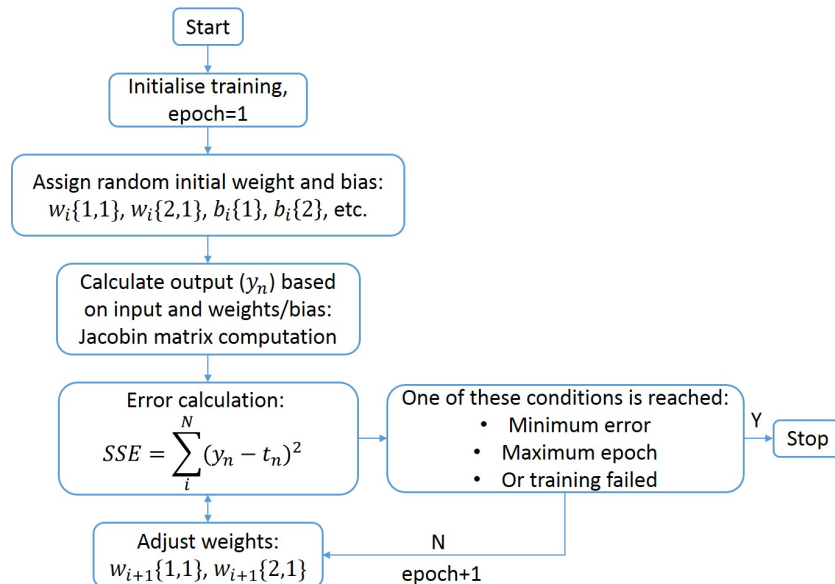 Start
Initialise training,
epoch=1
Assign random initial weight and bias:
w_i{1,1}, w_i{2,1}, b_i{1}, b_i{2}, etc.
Calculate output (y_n) based
on input and weights/bias:
Jacobin matrix computation
Error calculation:
SSE = ∑_i^N (y_n − t_n)^2
One of these conditions is reached:
• Minimum error
• Maximum epoch
• Or training failed
Y
Stop
Adjust weights:
w_{i+1}{1,1}, w_{i+1}{2,1}
N
epoch+1